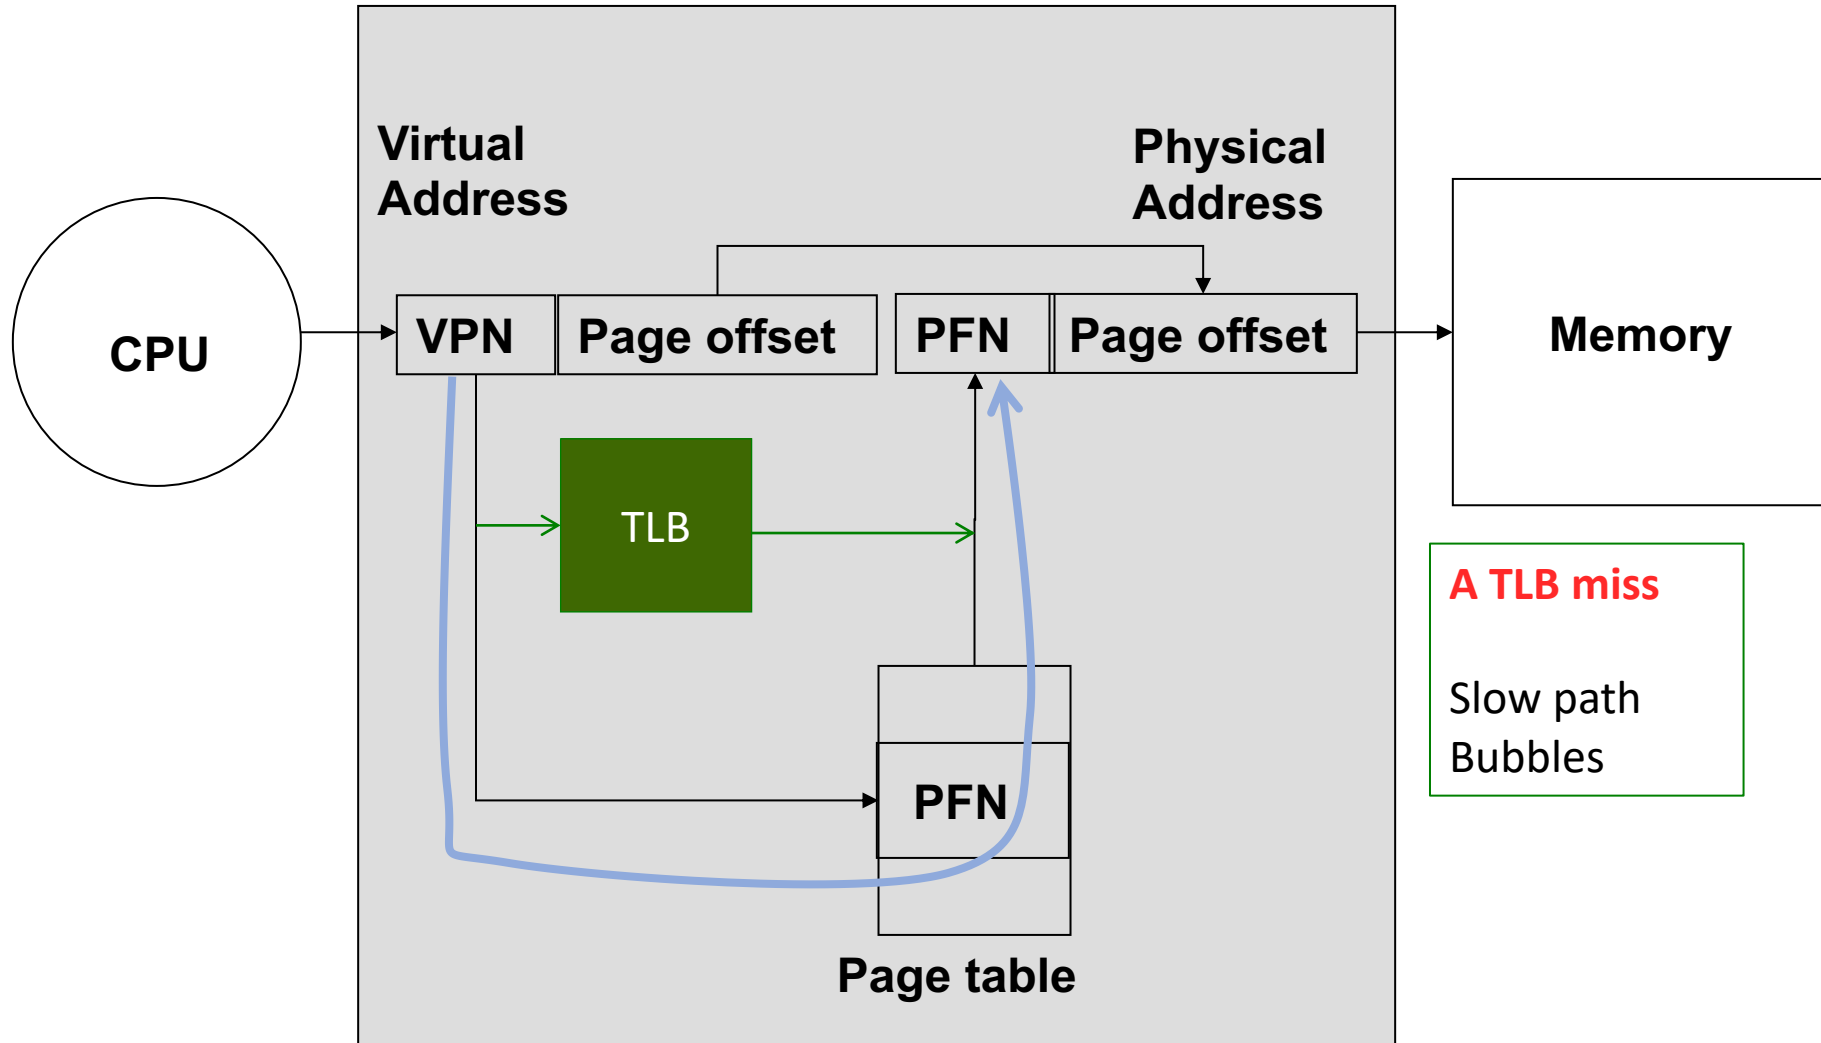 Virtual
Address
Physical
Address
CPU
VPN
Page offset
PFN
Page offset
Memory
TLB
A TLB miss
Slow path
Bubbles
PFN
Page table